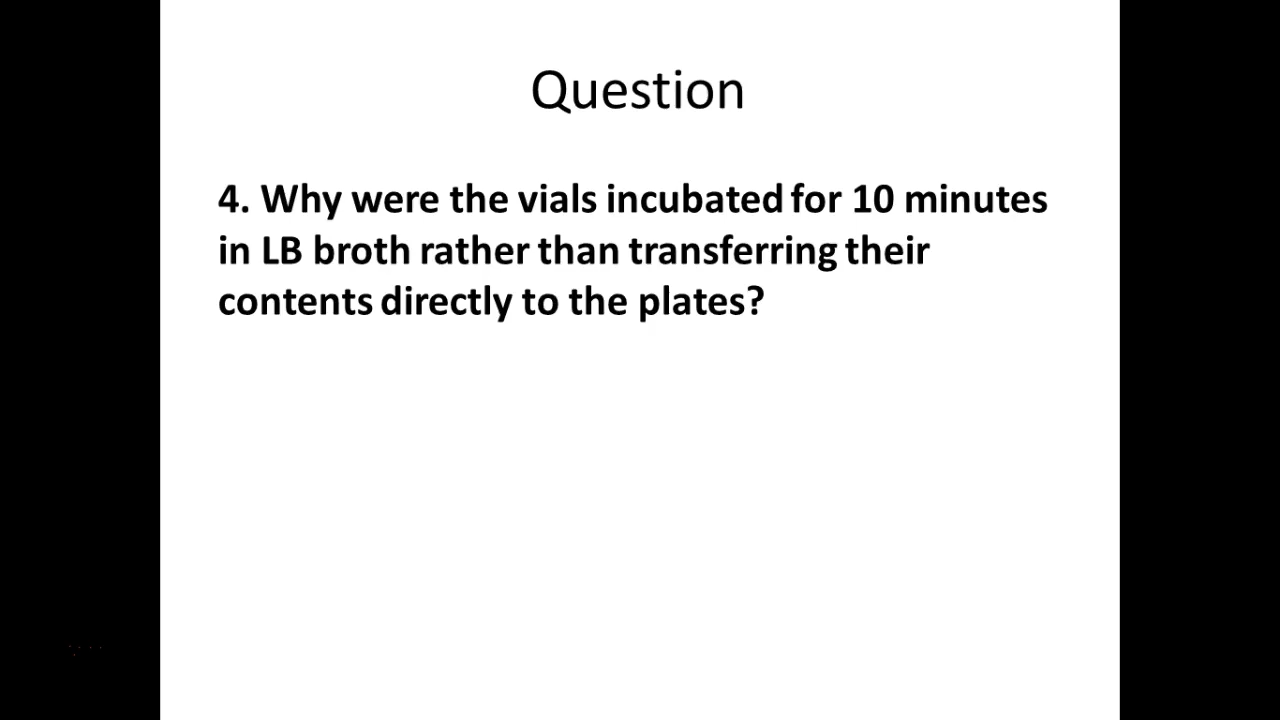 Question
4. Why were the vials incubated for 10 minutes
in LB broth rather than transferring their
contents directly to the plates?